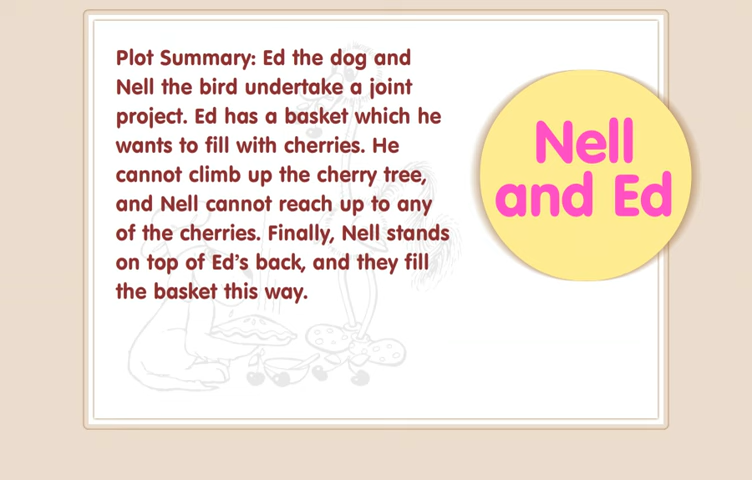 Plot Summary: Ed the dog and
Nell the bird undertake a joint
project. Ed has a basket which he
wants to fill with cherries. He
cannot climb up the cherry tree,
and Nell cannot reach up to any
of the cherries. Finally, Nell stands
on top of Ed's back, and they fill
the basket this way.
Nell
and Ed